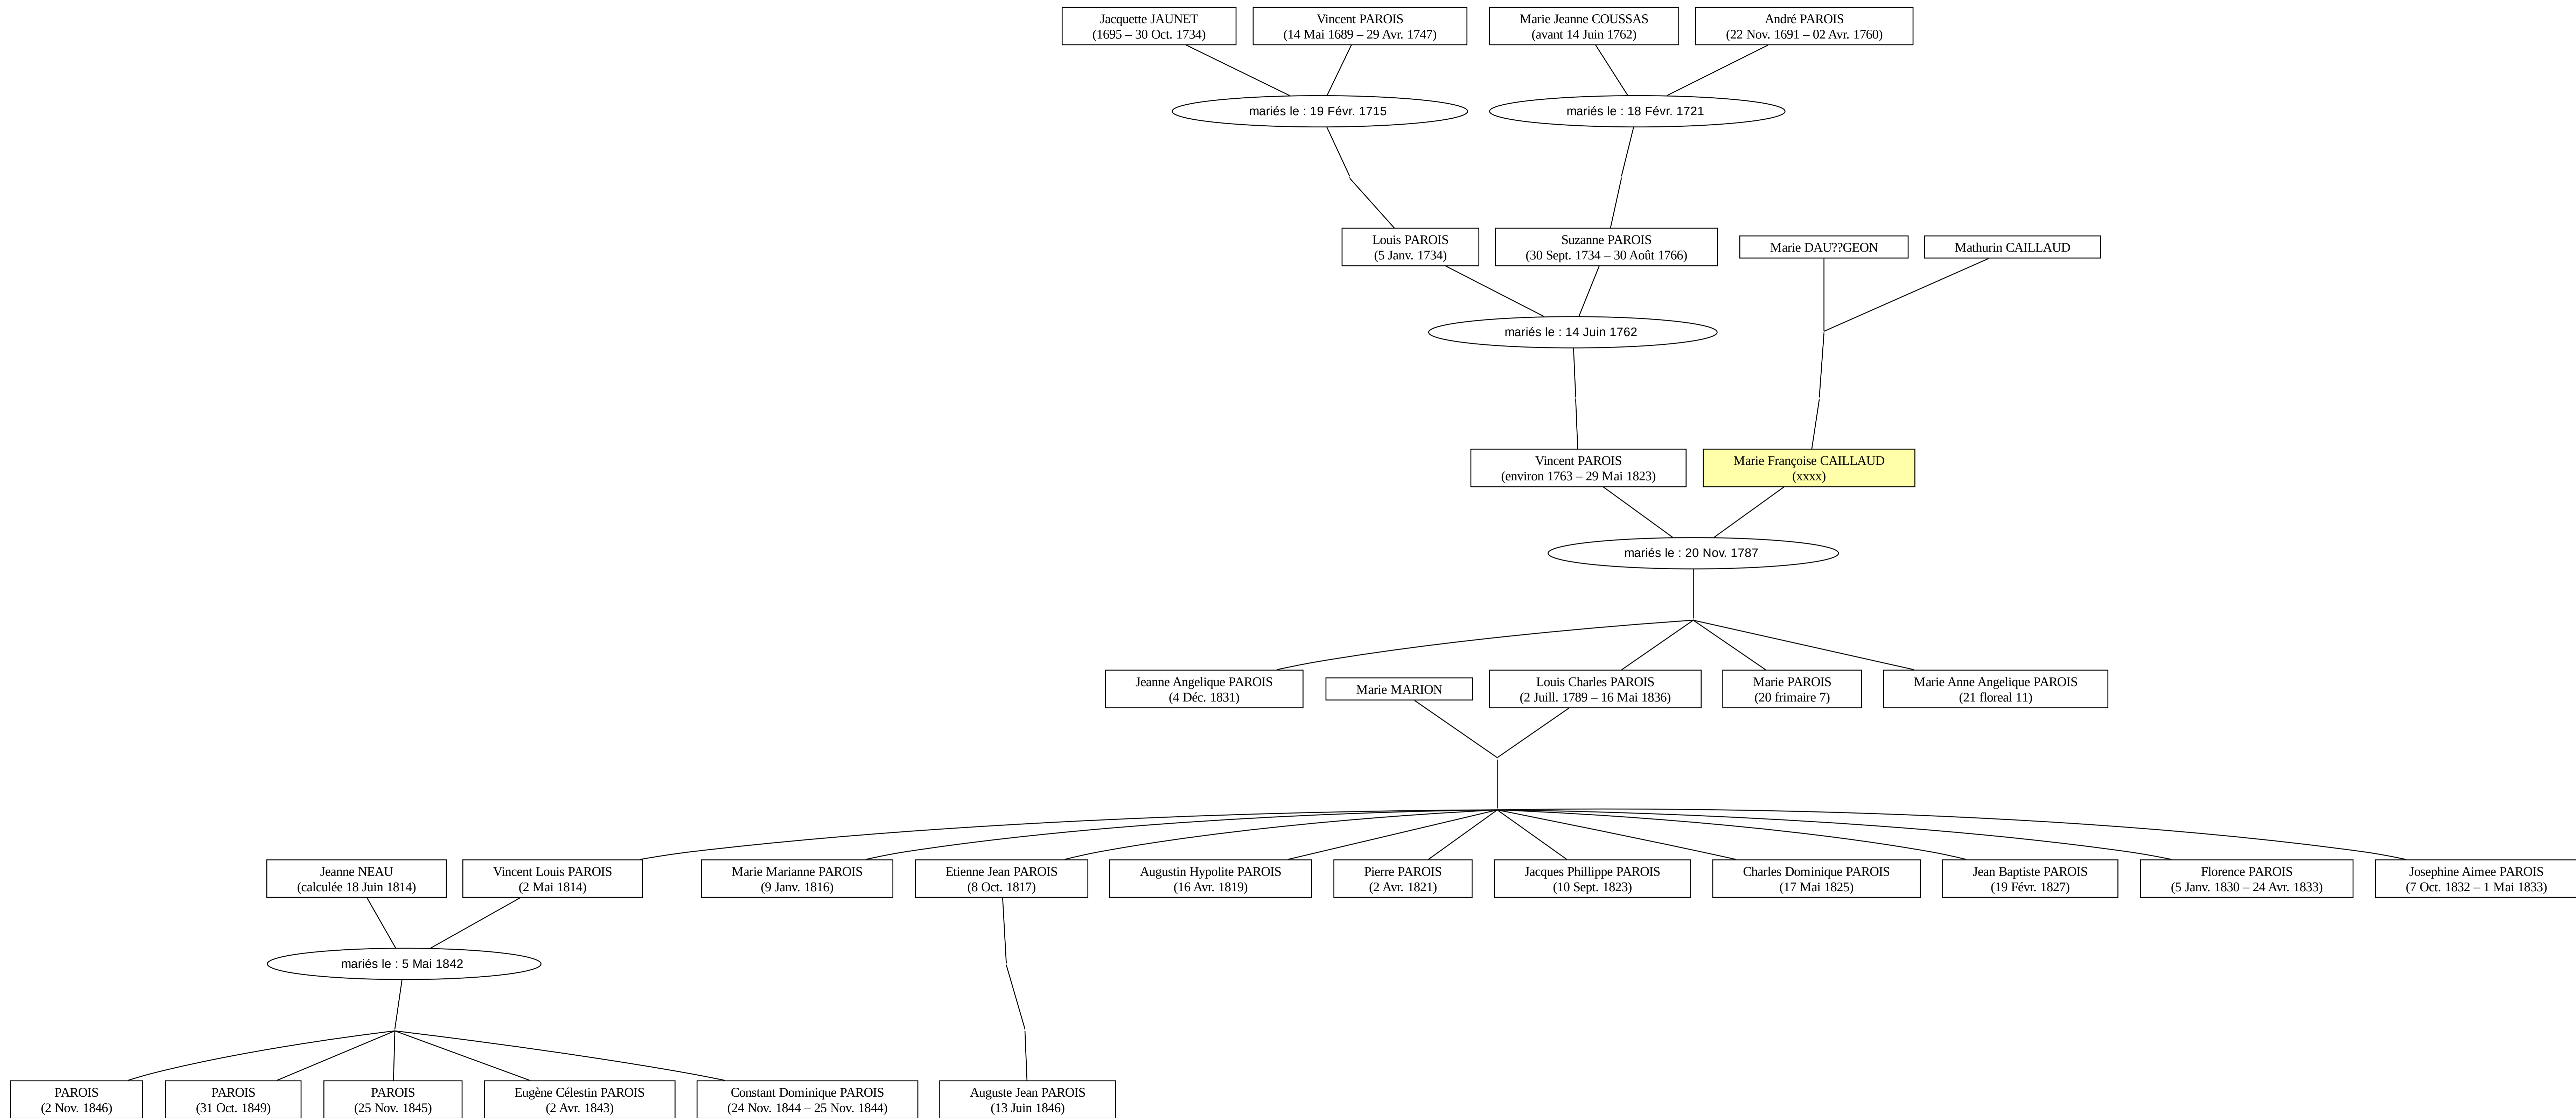 Jacquette JAUNET
(1695 – 30 Oct. 1734)
Vincent PAROIS
(14 Mai 1689 – 29 Avr. 1747)
Marie Jeanne COUSSAS
(avant 14 Juin 1762)
André PAROIS
(22 Nov. 1691 – 02 Avr. 1760)
mariés le : 19 Févr. 1715
mariés le : 18 Févr. 1721
Louis PAROIS
(5 Janv. 1734)
Suzanne PAROIS
(30 Sept. 1734 – 30 Août 1766)
Marie DAU??GEON
Mathurin CAILLAUD
mariés le : 14 Juin 1762
Vincent PAROIS
(environ 1763 – 29 Mai 1823)
Marie Françoise CAILLAUD
(xxxx)
mariés le : 20 Nov. 1787
Jeanne Angelique PAROIS
(4 Déc. 1831)
Marie MARION
Louis Charles PAROIS
(2 Juill. 1789 – 16 Mai 1836)
Marie PAROIS
(20 frimaire 7)
Marie Anne Angelique PAROIS
(21 floreal 11)
Jeanne NEAU
(calculée 18 Juin 1814)
Vincent Louis PAROIS
(2 Mai 1814)
Marie Marianne PAROIS
(9 Janv. 1816)
Etienne Jean PAROIS
(8 Oct. 1817)
Augustin Hypolite PAROIS
(16 Avr. 1819)
Pierre PAROIS
(2 Avr. 1821)
Jacques Phillippe PAROIS
(10 Sept. 1823)
Charles Dominique PAROIS
(17 Mai 1825)
Jean Baptiste PAROIS
(19 Févr. 1827)
Florence PAROIS
(5 Janv. 1830 – 24 Avr. 1833)
Josephine Aimee PAROIS
(7 Oct. 1832 – 1 Mai 1833)
mariés le : 5 Mai 1842
PAROIS
(2 Nov. 1846)
PAROIS
(31 Oct. 1849)
PAROIS
(25 Nov. 1845)
Eugène Célestin PAROIS
(2 Avr. 1843)
Constant Dominique PAROIS
(24 Nov. 1844 – 25 Nov. 1844)
Auguste Jean PAROIS
(13 Juin 1846)